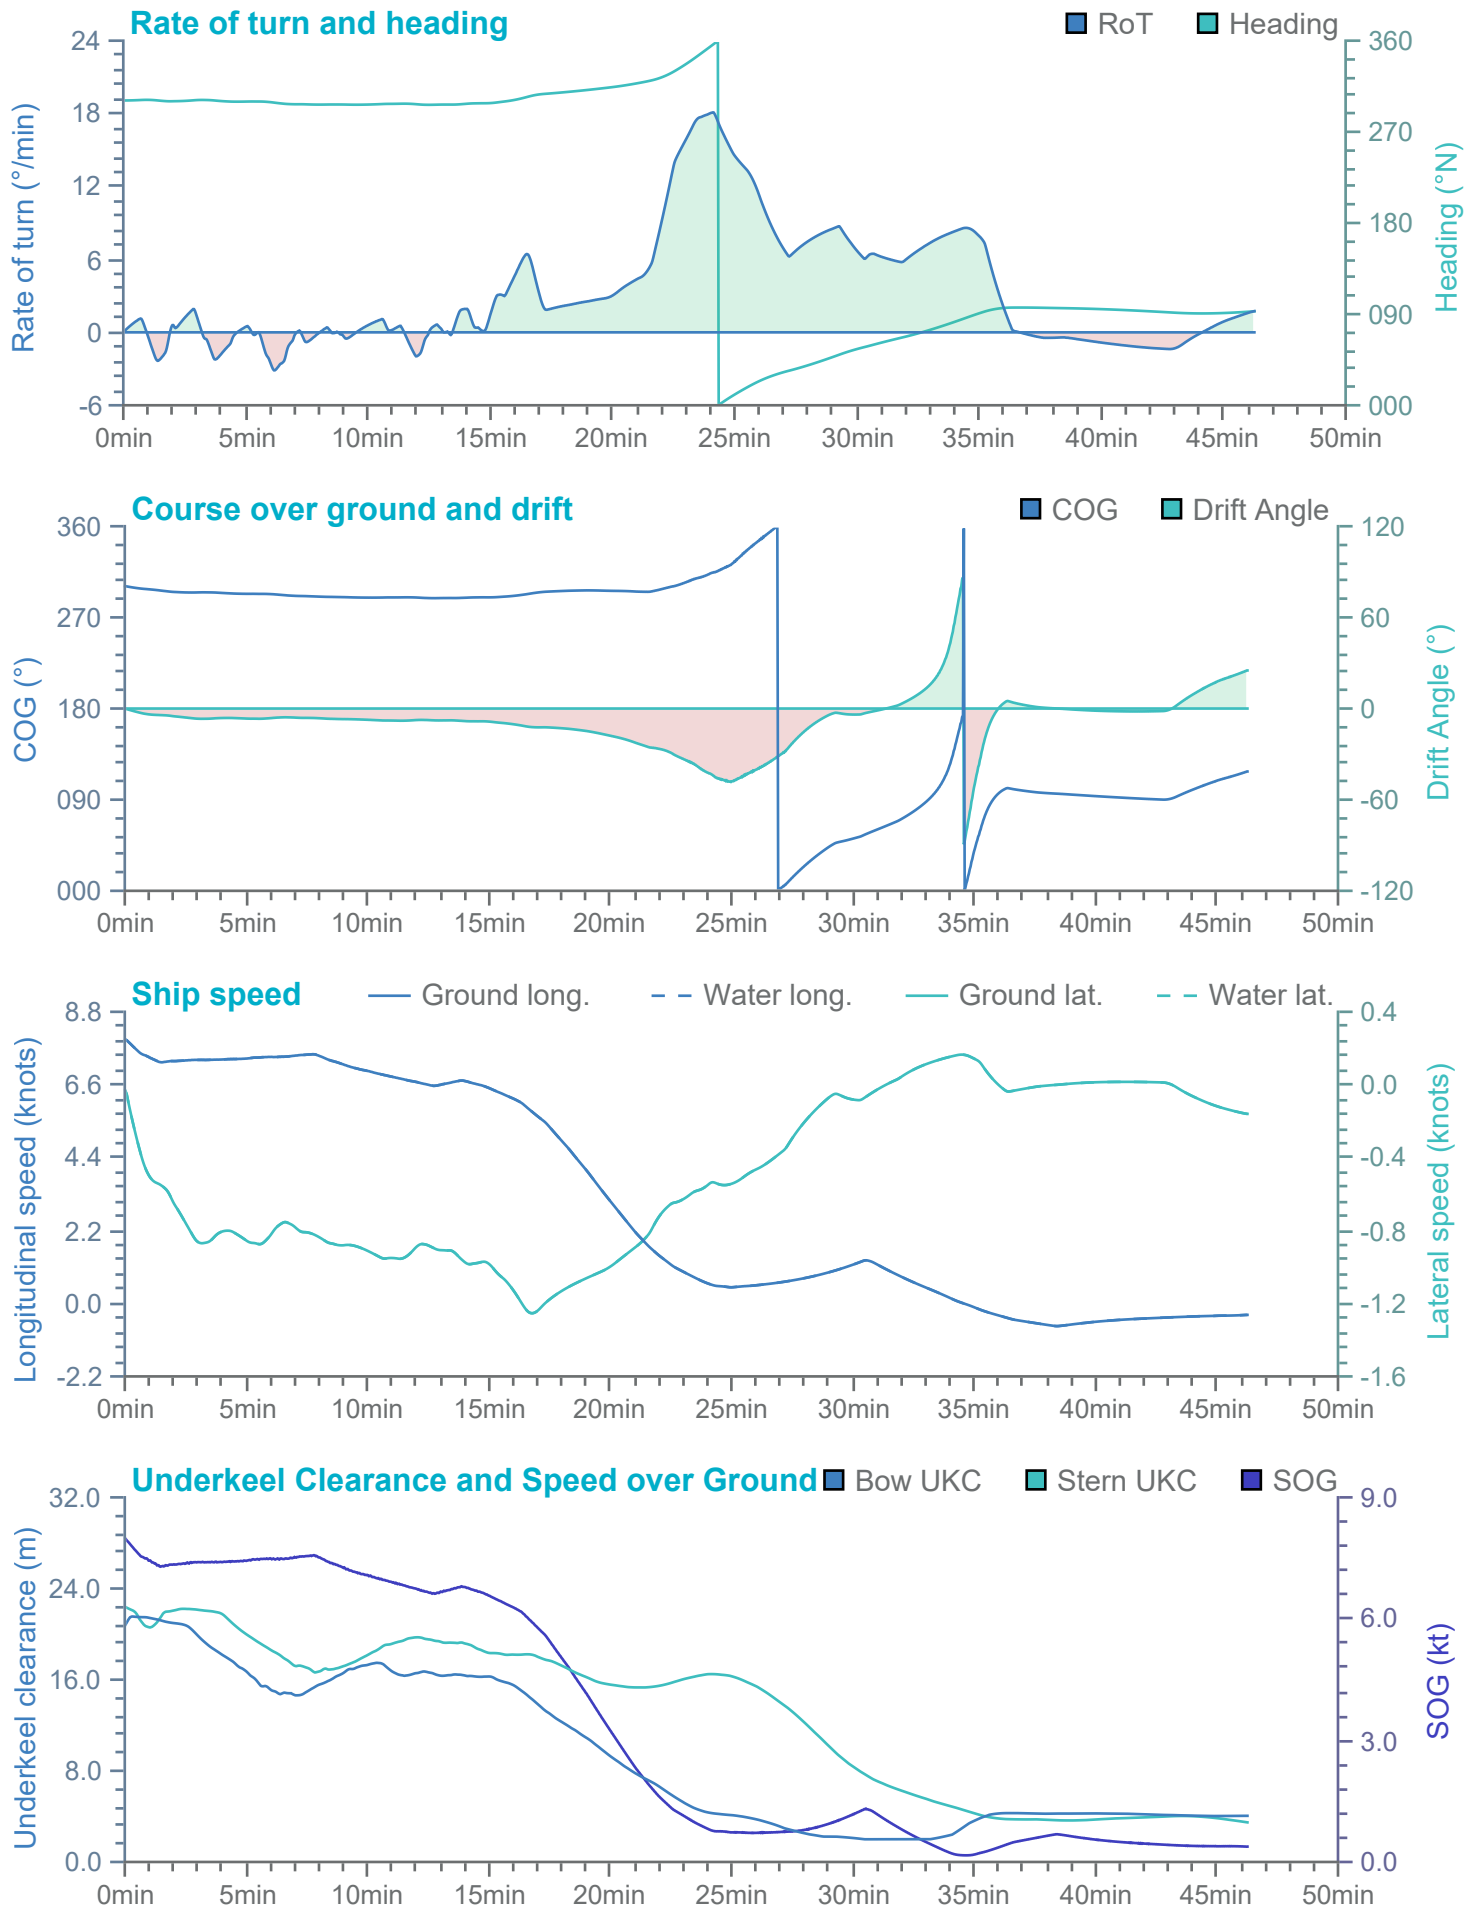 Rate of turn and heading
RoT Heading
24 18 12 6 0 -6
Rate of turn (°/min)
360 270 180 090 000
Heading (°N)
0min 5min 10min 15min 20min 25min 30min 35min 40min 45min 50min
Course over ground and drift
COG Drift Angle
360 270 180 090 000
COG (°)
120 60 0 -60 -120
Drift Angle (°)
0min 5min 10min 15min 20min 25min 30min 35min 40min 45min 50min
Ship speed
Ground long. Water long. Ground lat. Water lat.
8.8 6.6 4.4 2.2 0.0 -2.2
Longitudinal speed (knots)
0.4 0.0 -0.4 -0.8 -1.2 -1.6
Lateral speed (knots)
0min 5min 10min 15min 20min 25min 30min 35min 40min 45min 50min
Underkeel Clearance and Speed over Ground
Bow UKC Stern UKC SOG
32.0 24.0 16.0 8.0 0.0
Underkeel clearance (m)
9.0 6.0 3.0 0.0
SOG (kt)
0min 5min 10min 15min 20min 25min 30min 35min 40min 45min 50min